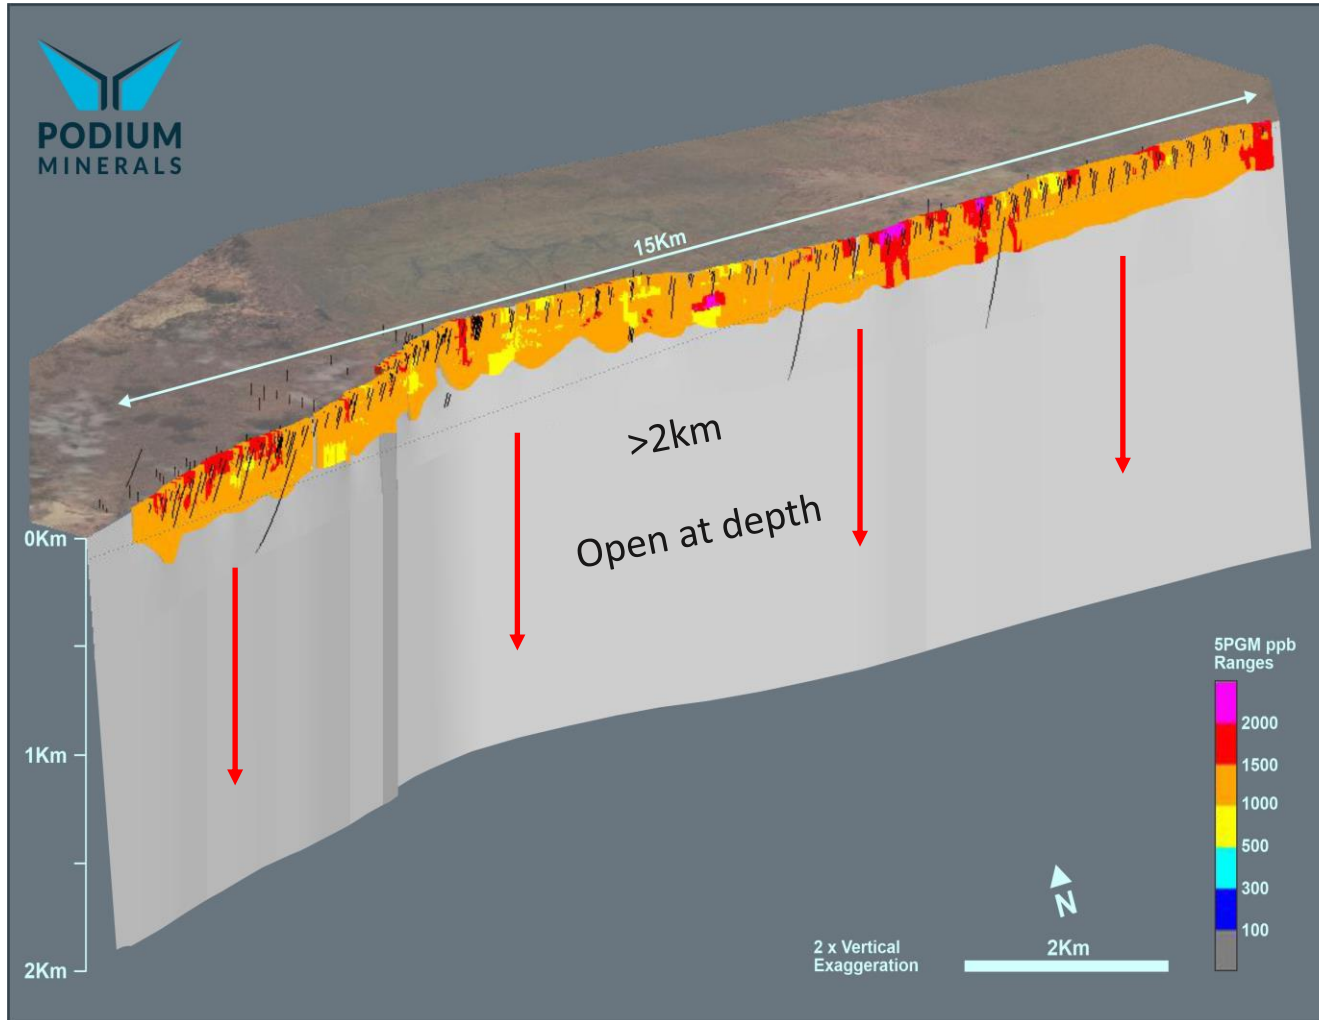 PODIUM
MINERALS
15Km
>2km
Open at depth
0Km
1Km
2Km
5PGM ppb
Ranges
2000
1500
1000
500
300
100
N
2 x Vertical
Exaggeration
2Km